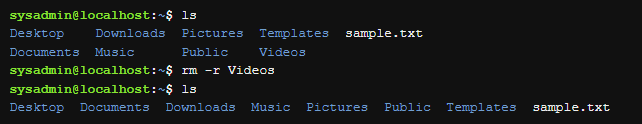 sysadmin@localhost:~$ ls
Desktop    Downloads  Pictures  Templates  sample.txt
Documents  Music      Public    Videos
sysadmin@localhost:~$ rm -r Videos
sysadmin@localhost:~$ ls
Desktop  Documents  Downloads  Music  Pictures  Public  Templates  sample.txt